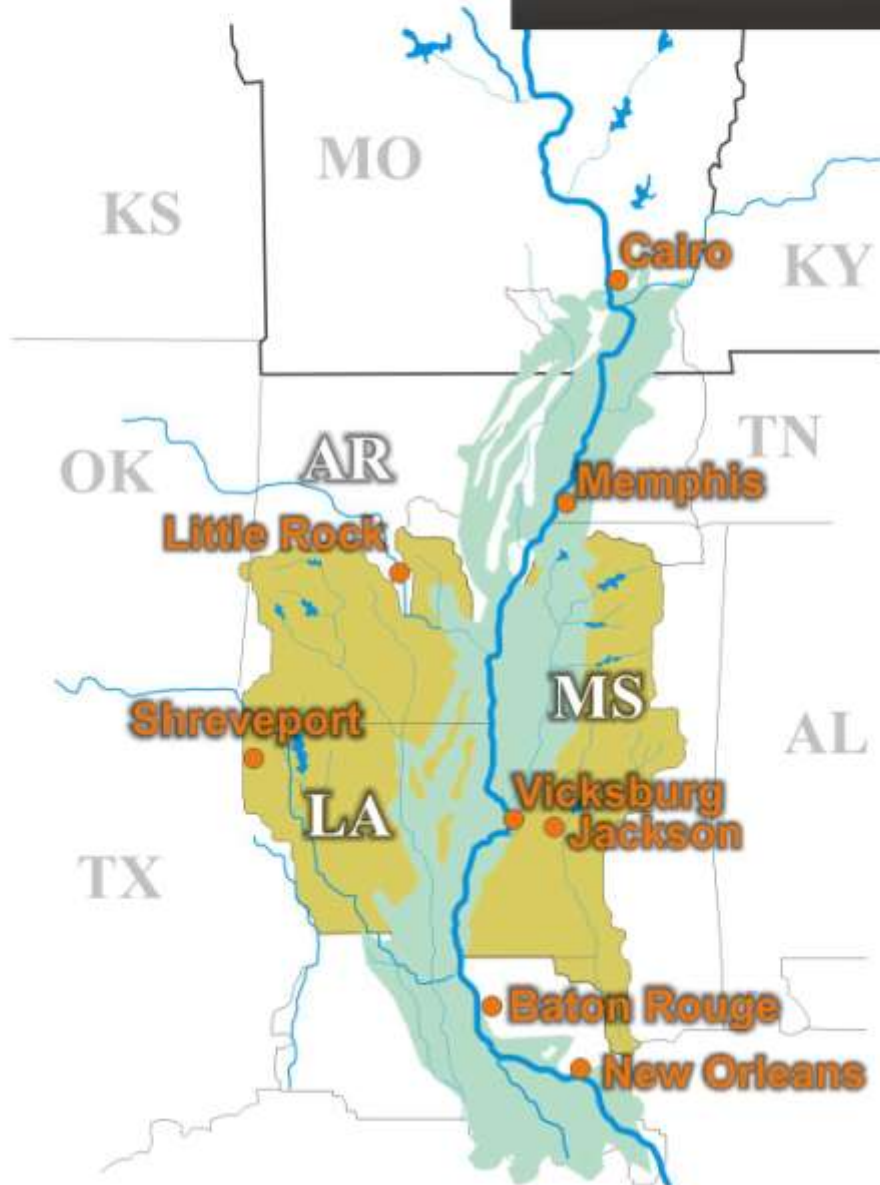 MO
KS
Cairo
KY
AR
TN
OK
Memphis
Little Rock
MS
Shreveport
AL
Vicksburg
LA
Jackson
TX
Baton Rouge
New Orleans